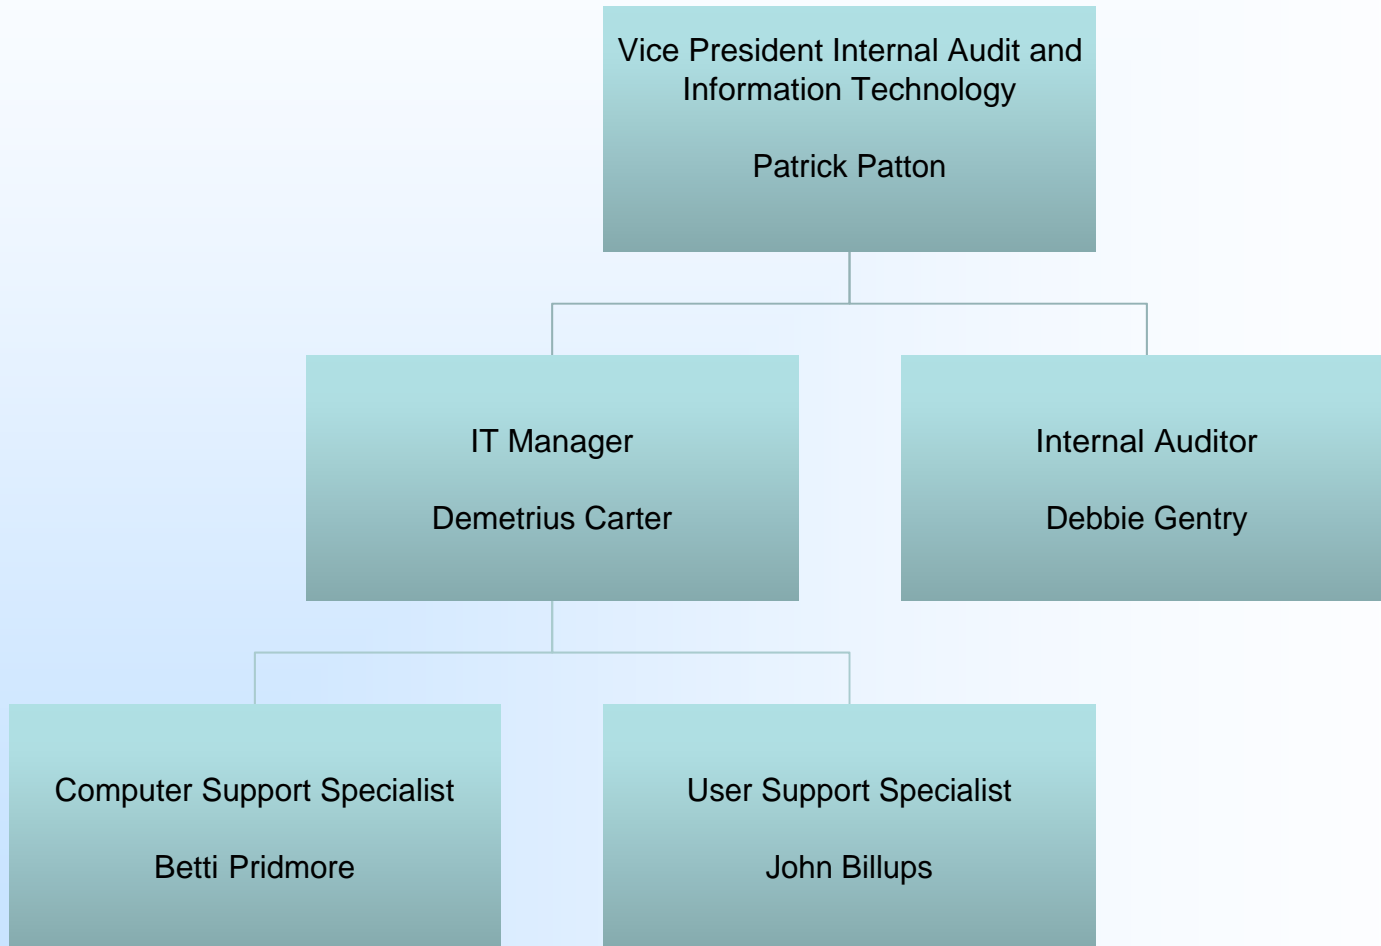 Vice President Internal Audit and
Information Technology
Patrick Patton
IT Manager
Demetrius Carter
Internal Auditor
Debbie Gentry
Computer Support Specialist
Betti Pridmore
User Support Specialist
John Billups